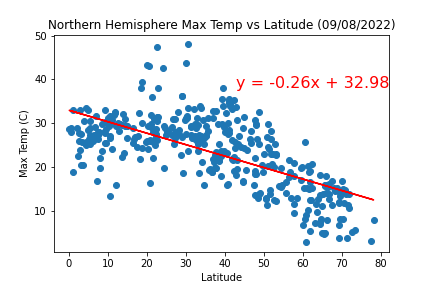 Northern Hemisphere Max Temp vs Latitude (09/08/2022)
50
40
30
20
10
Max Temp (C)
y = -0.26x + 32.98
0 10 20 30 40 50 60 70 80
Latitude